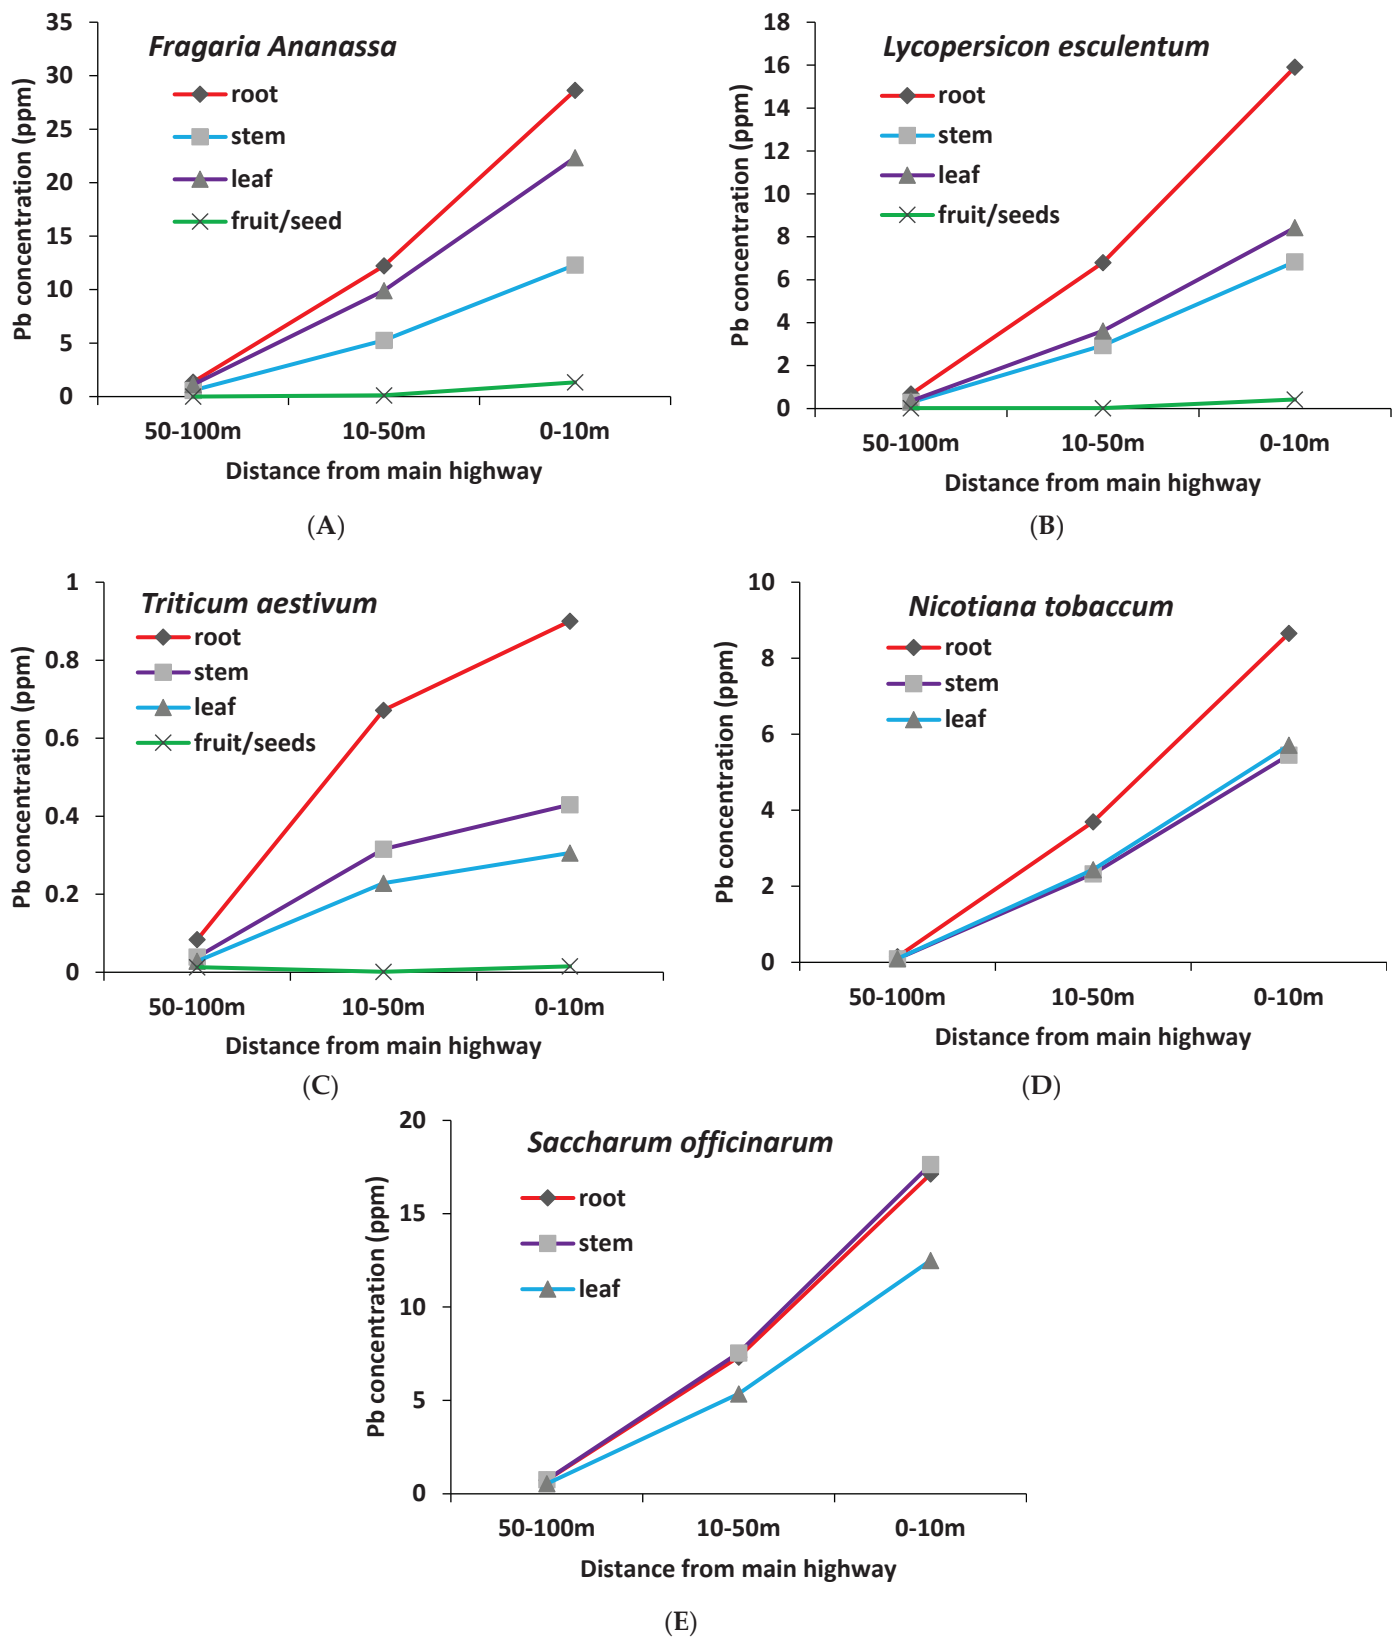 Fragaria Ananassa
root
stem
leaf
fruit/seed
35
30
25
20
15
10
5
0
Pb concentration (ppm)
50-100m 10-50m 0-10m
Distance from main highway
(A)
Lycopersicon esculentum
root
stem
leaf
fruit/seeds
18
16
14
12
10
8
6
4
2
0
Pb concentration (ppm)
50-100m 10-50m 0-10m
Distance from main highway
(B)
Triticum aestivum
root
stem
leaf
fruit/seeds
1
0.8
0.6
0.4
0.2
0
Pb concentration (ppm)
50-100m 10-50m 0-10m
Distance from main highway
(C)
Nicotiana tobaccum
root
stem
leaf
10
8
6
4
2
0
Pb concentration (ppm)
50-100m 10-50m 0-10m
Distance from main highway
(D)
Saccharum officinarum
root
stem
leaf
20
15
10
5
0
Pb concentration (ppm)
50-100m 10-50m 0-10m
Distance from main highway
(E)